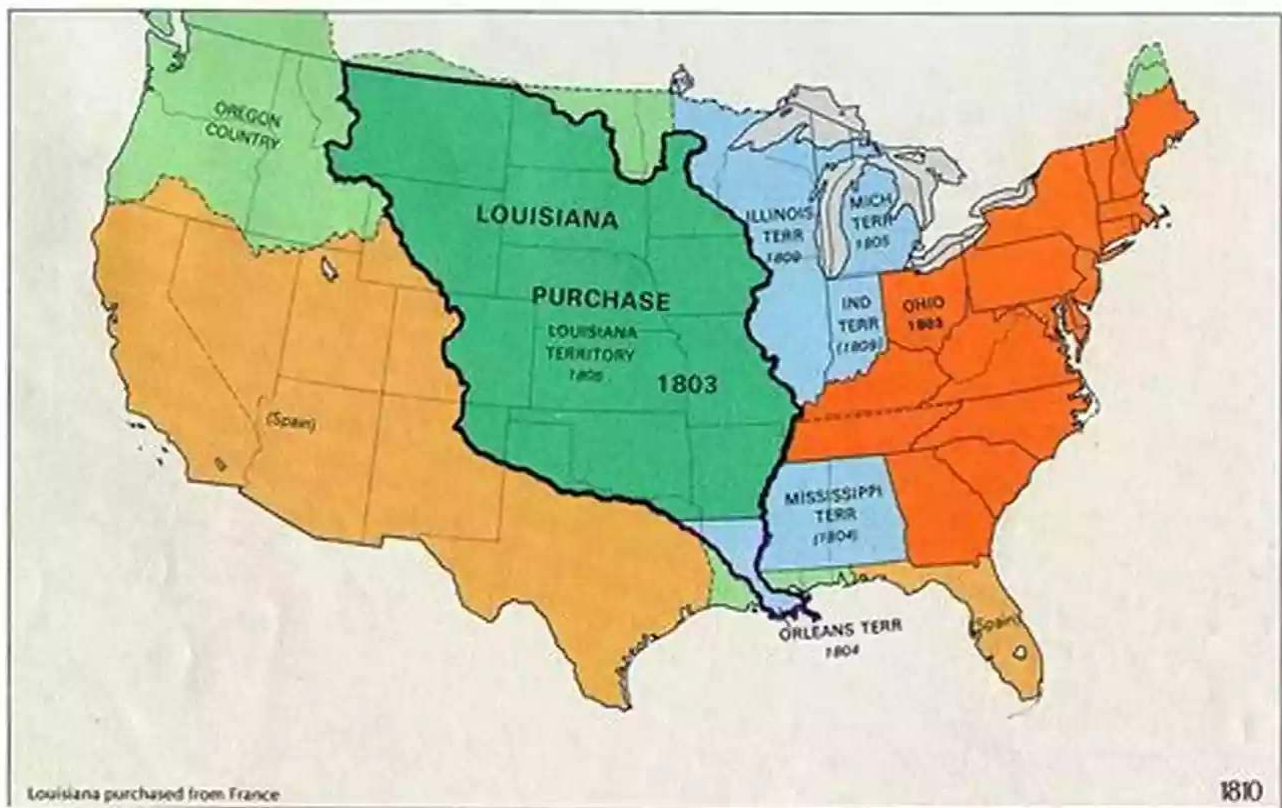 OREGON
COUNTRY
LOUISIANA
PURCHASE
LOUISIANA
TERRITORY
1805
1803
ILLINOIS
TERR
1809
MICH
TERR
1805
IND
TERR
(1809)
OHIO
1803
(Spain)
MISSISSIPPI
TERR
(1804)
ORLEANS TERR
1804
(Spain)
Louisiana purchased from France
1810